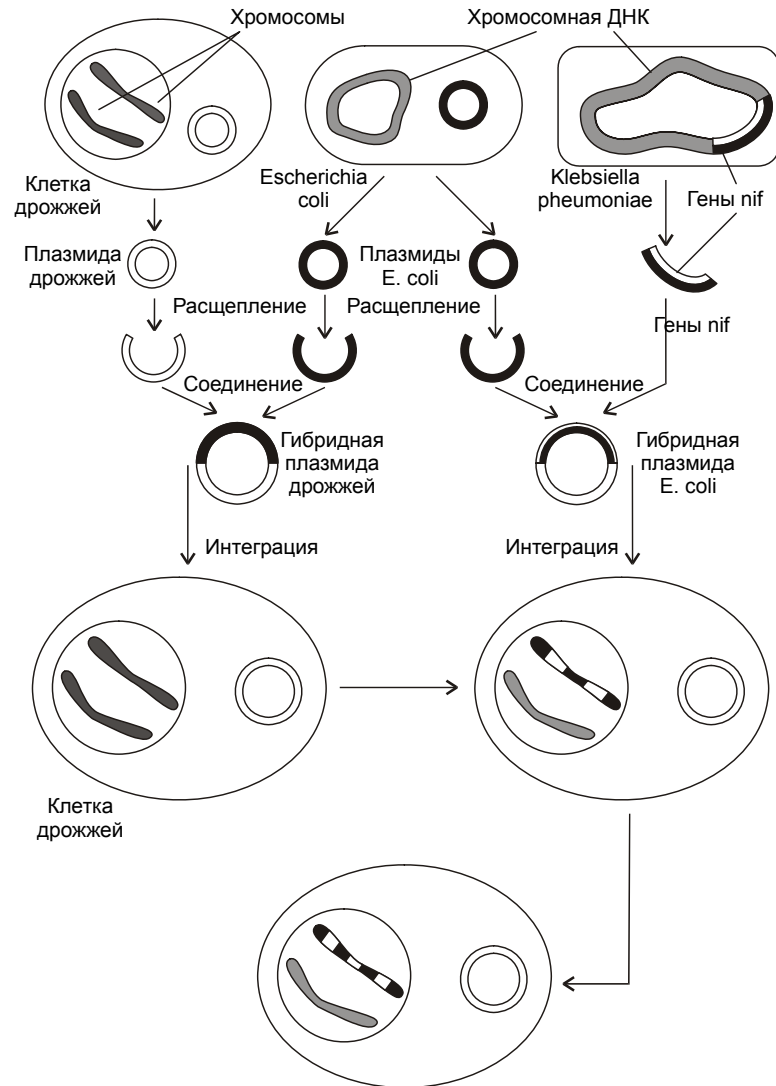 Хромосомы
Хромосомная ДНК
Клетка
дрожжей
Escherichia
coli
Klebsiella
pheumoniae
Гены nif
Плазмида
дрожжей
Плазмиды
E. coli
Расщепление
Расщепление
Гены nif
Соединение
Соединение
Гибридная
плазмида
дрожжей
Гибридная
плазмида
E. coli
Интеграция
Интеграция
Клетка
дрожжей